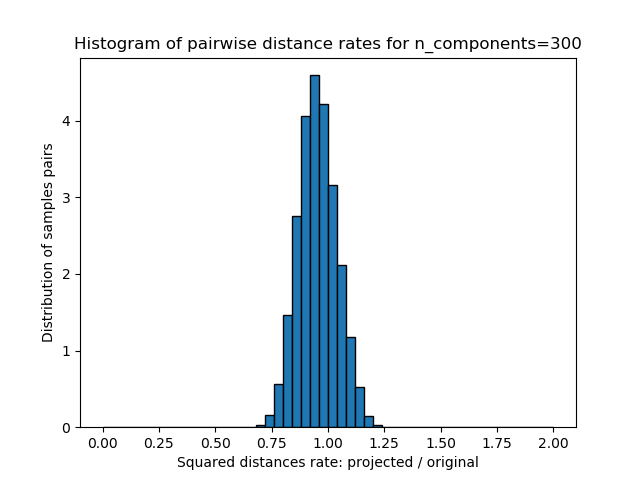 Histogram of pairwise distance rates for n_components=300
Distribution of samples pairs
4
3
2
1
0
0.00 0.25 0.50 0.75 1.00 1.25 1.50 1.75 2.00
Squared distances rate: projected / original